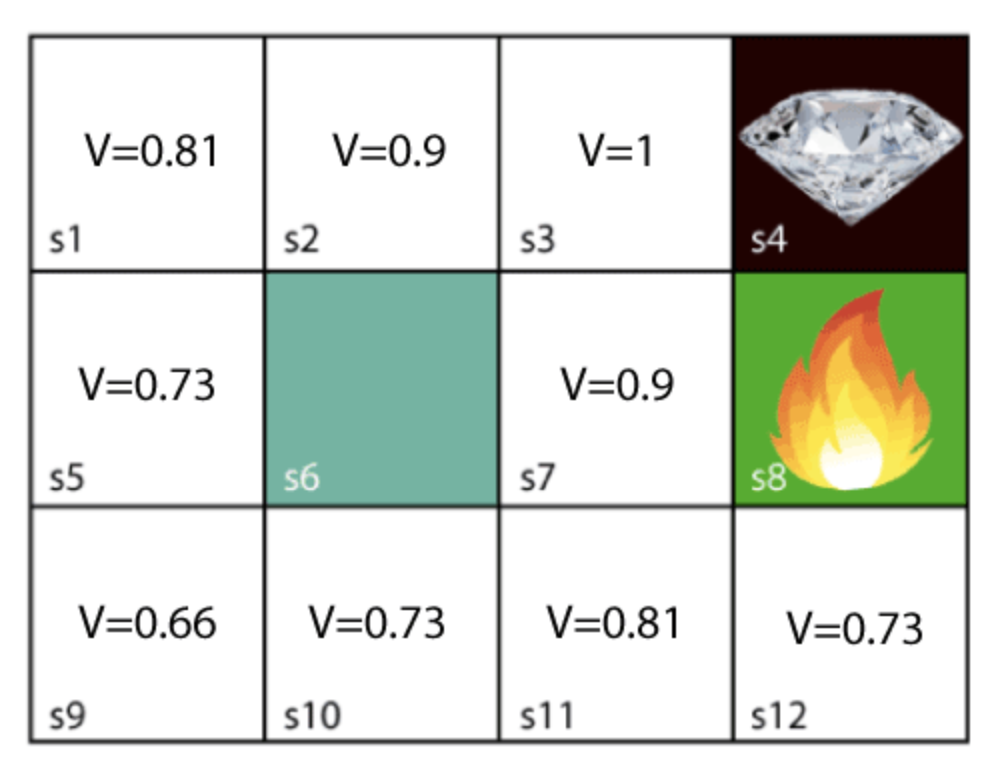 V=0.81
V=0.9
V=1
s1
s2
s3
s4
V=0.73
V=0.9
s5
s6
s7
s8
V=0.66
V=0.73
V=0.81
V=0.73
s9
s10
s11
s12